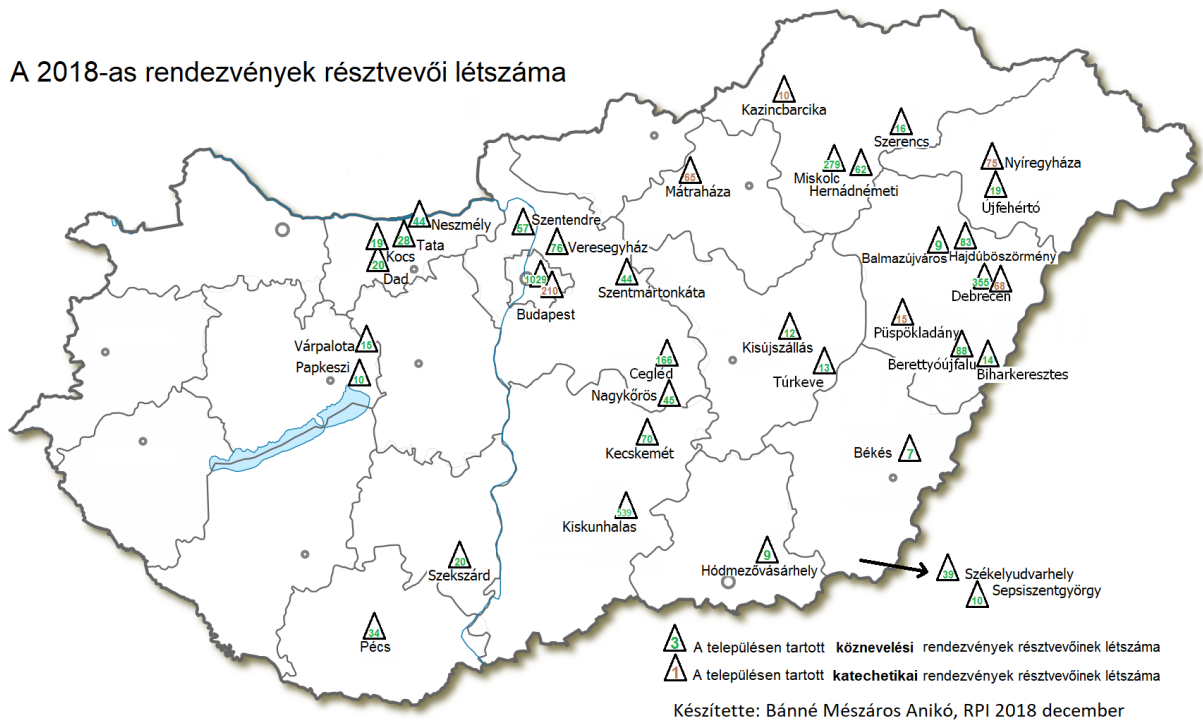 A 2018-as rendezvények résztvevői létszáma
10
Kazincbarcika
16
Szerencs
279
Miskolc
62
Hernádnémeti
75
Nyíregyháza
19
Újfehértó
65
Mátraháza
44
Neszmély
28
Tata
19
Kocs
20
Dad
57
Szentendre
76
Veresegyház
1029
210
Budapest
44
Szentmártonkáta
9
Balmazújváros
83
Hajdúböszörmény
355
68
Debrecen
15
Püspökladány
88
Berettyóújfalu
14
Biharkeresztes
12
Kisújszállás
13
Túrkeve
15
Várpalota
10
Papkeszi
166
Cegléd
45
Nagykőrös
70
Kecskemét
7
Békés
539
Kiskunhalas
9
Hódmezővásárhely
20
Szekszárd
34
Pécs
39
Székelyudvarhely
10
Sepsiszentgyörgy
3 A településen tartott köznevelési rendezvények résztvevőinek létszáma
1 A településen tartott katechetikai rendezvények résztvevőinek létszáma
Készítette: Bánné Mészáros Anikó, RPI 2018 december